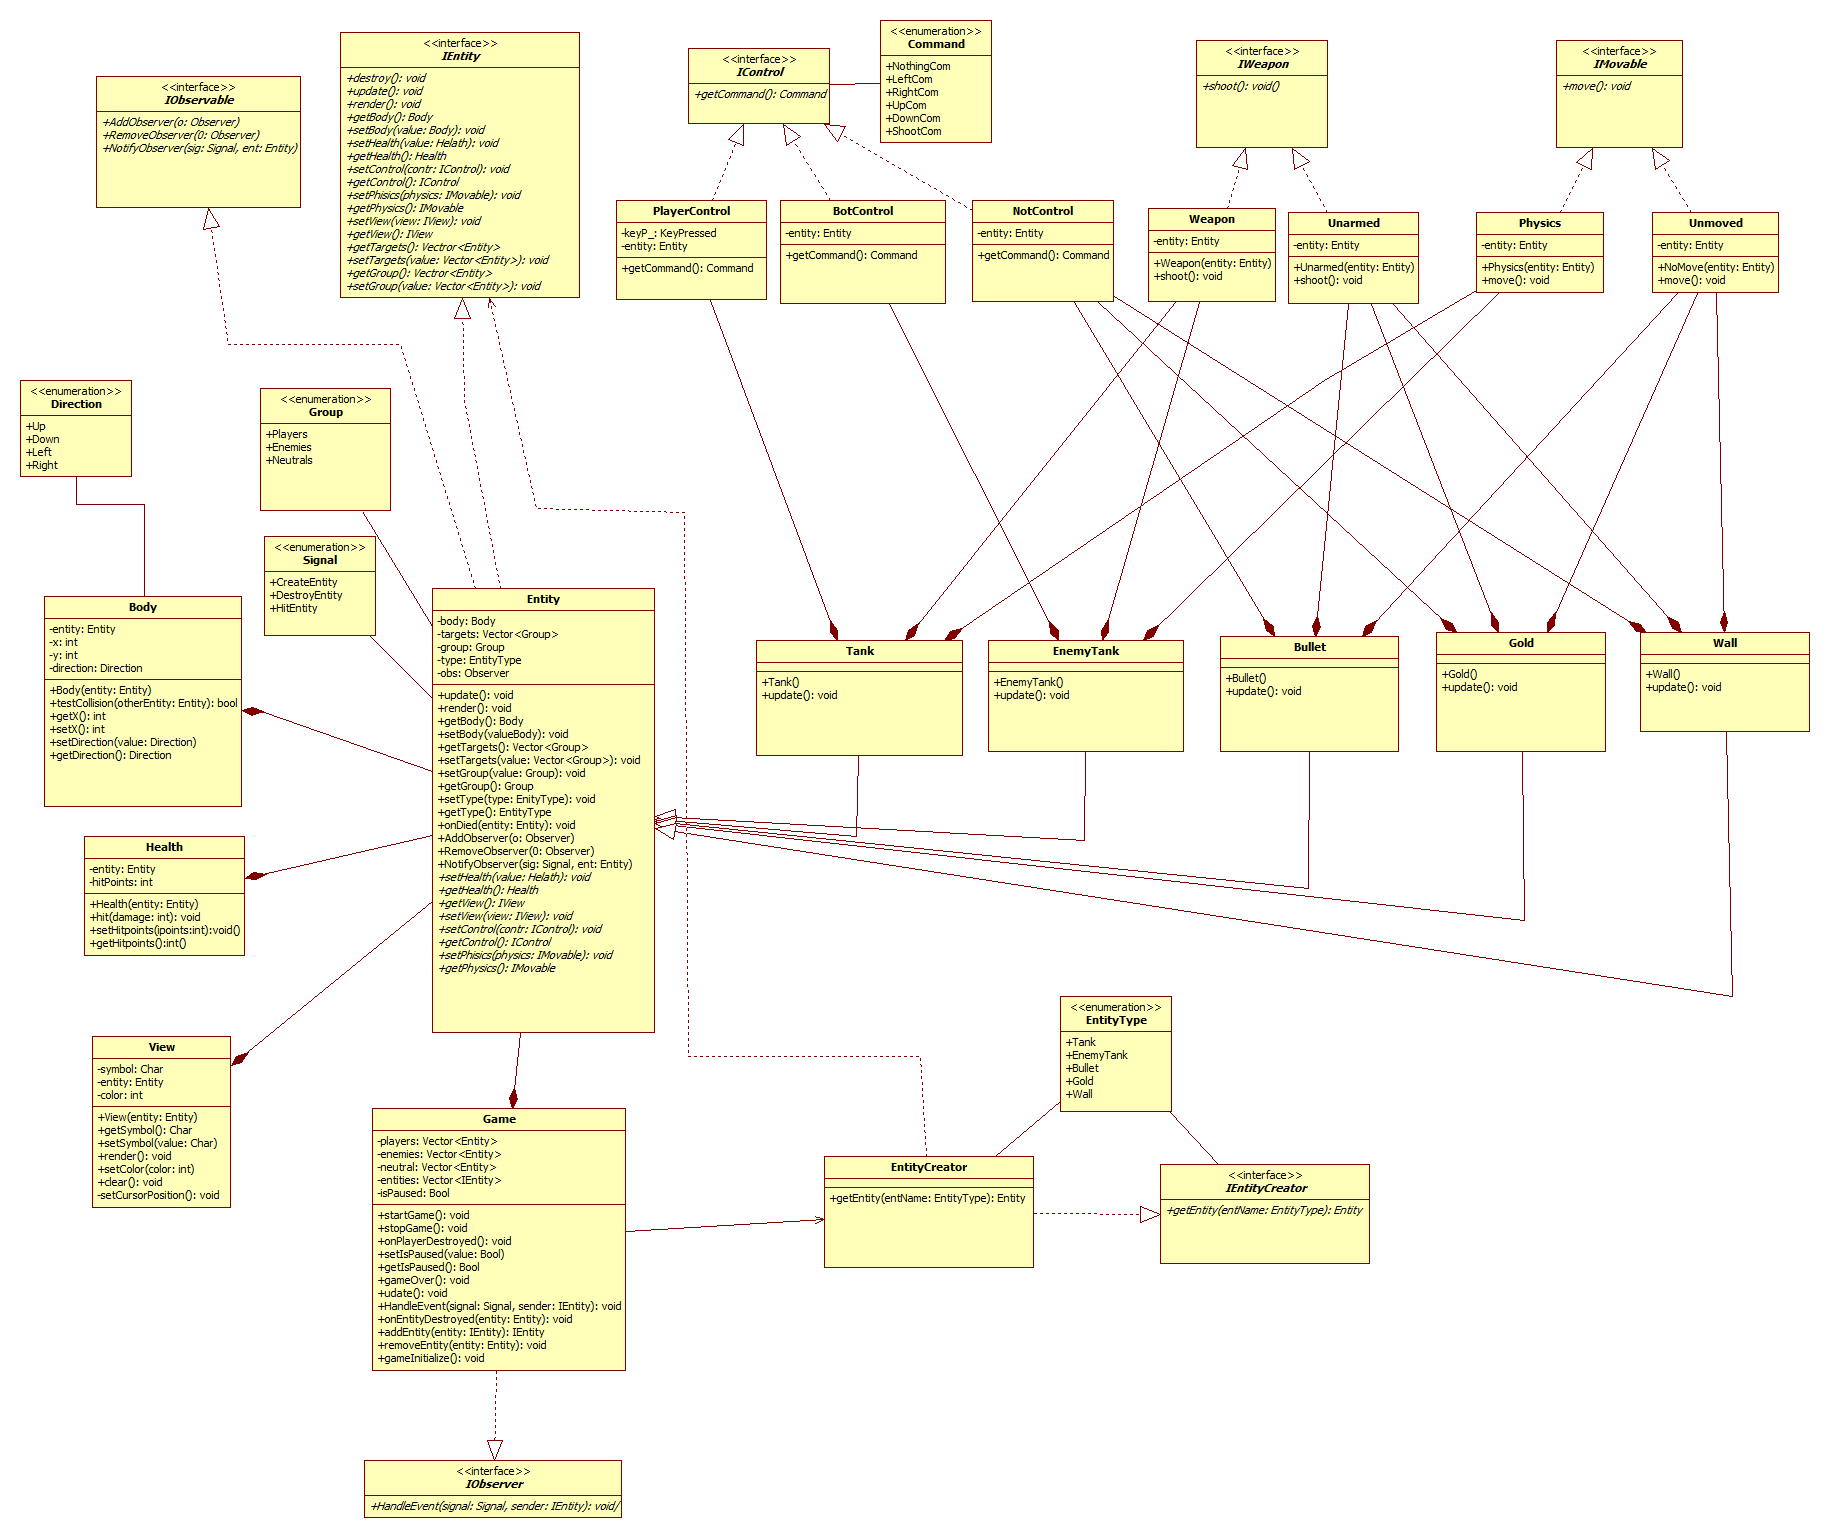 <<interface>>
IObservable
+AddObserver(o: Observer)
+RemoveObserver(0: Observer)
+NotifyObserver(sig: Signal, ent: Entity)
<<interface>>
IEntity
+destroy(): void
+update(): void
+render(): void
+getBody(): Body
+setBody(value: Body): void
+setHealth(value: Helath): void
+getHealth(): Health
+setControl(contr: IControl): void
+getControl(): IControl
+setPhisics(physics: IMovable): void
+getPhysics(): IMovable
+setView(view: IView): void
+getView(): IView
+getTargets(): Vectror<Entity>
+setTargets(value: Vector<Entity>): void
+getGroup(): Vectror<Entity>
+setGroup(value: Vector<Entity>): void
<<interface>>
IControl
+getCommand(): Command
<<enumeration>>
Command
+NothingCom
+LeftCom
+RightCom
+UpCom
+DownCom
+ShootCom
<<interface>>
IWeapon
+shoot(): void()
<<interface>>
IMovable
+move(): void
PlayerControl
-keyP_: KeyPressed
-entity: Entity
+getCommand(): Command
BotControl
-entity: Entity
+getCommand(): Command
NotControl
-entity: Entity
+getCommand(): Command
Weapon
-entity: Entity
+Weapon(entity: Entity)
+shoot(): void
Unarmed
-entity: Entity
+Unarmed(entity: Entity)
+shoot(): void
Physics
-entity: Entity
+Physics(entity: Entity)
+move(): void
Unmoved
-entity: Entity
+NoMove(entity: Entity)
+move(): void
<<enumeration>>
Direction
+Up
+Down
+Left
+Right
<<enumeration>>
Group
+Players
+Enemies
+Neutrals
<<enumeration>>
Signal
+CreateEntity
+DestroyEntity
+HitEntity
Body
-entity: Entity
-x: int
-y: int
-direction: Direction
+Body(entity: Entity)
+testCollision(otherEntity: Entity): bool
+getX(): int
+setX(): int
+setDirection(value: Direction)
+getDirection(): Direction
Entity
-body: Body
-targets: Vector<Group>
-group: Group
-type: EntityType
-obs: Observer
+update(): void
+render(): void
+getBody(): Body
+setBody(valueBody): void
+getTargets(): Vector<Group>
+setTargets(value: Vector<Group>): void
+setGroup(value: Group): void
+getGroup(): Group
+setType(type: EnityType): void
+getType(): EntityType
+onDied(entity: Entity): void
+AddObserver(o: Observer)
+RemoveObserver(0: Observer)
+NotifyObserver(sig: Signal, ent: Entity)
+setHealth(value: Helath): void
+getHealth(): Health
+getView(): IView
+setView(view: IView): void
+setControl(contr: IControl): void
+getControl(): IControl
+setPhisics(physics: IMovable): void
+getPhysics(): IMovable
Tank
+Tank()
+update(): void
EnemyTank
+EnemyTank()
+update(): void
Bullet
+Bullet()
+update(): void
Gold
+Gold()
+update(): void
Wall
+Wall()
+update(): void
Health
-entity: Entity
-hitPoints: int
+Health(entity: Entity)
+hit(damage: int): void
+setHitpoints(ipoints:int):void()
+getHitpoints():int()
View
-symbol: Char
-entity: Entity
-color: int
+View(entity: Entity)
+getSymbol(): Char
+setSymbol(value: Char)
+render(): void
+setColor(color: int)
+clear(): void
-setCursorPosition(): void
<<enumeration>>
EntityType
+Tank
+EnemyTank
+Bullet
+Gold
+Wall
Game
-players: Vector<Entity>
-enemies: Vector<Entity>
-neutral: Vector<Entity>
-entities: Vector<IEntity>
-isPaused: Bool
+startGame(): void
+stopGame(): void
+onPlayerDestroyed(): void
+setIsPaused(value: Bool)
+getIsPaused(): Bool
+gameOver(): void
+udate(): void
+HandleEvent(signal: Signal, sender: IEntity): void
+onEntityDestroyed(entity: Entity): void
+addEntity(entity: IEntity): IEntity
+removeEntity(entity: Entity): void
+gameInitialize(): void
EntityCreator
+getEntity(entName: EntityType): Entity
<<interface>>
IEntityCreator
+getEntity(entName: EntityType): Entity
<<interface>>
IObserver
+HandleEvent(signal: Signal, sender: IEntity): void/